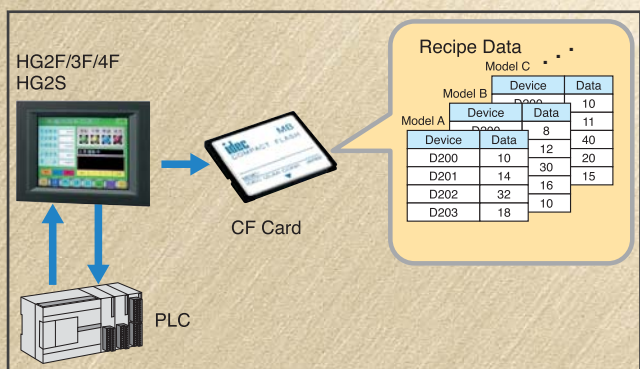 HG2F/3F/4F
HG2S
idec
COMPACT FLASH
MB
CF Card
PLC
Recipe Data
Model C
Device Data
10
11
40
20
15
Model B
Device Data
8
12
30
16
10
Model A
Device Data
D200 10
D201 14
D202 32
D203 18